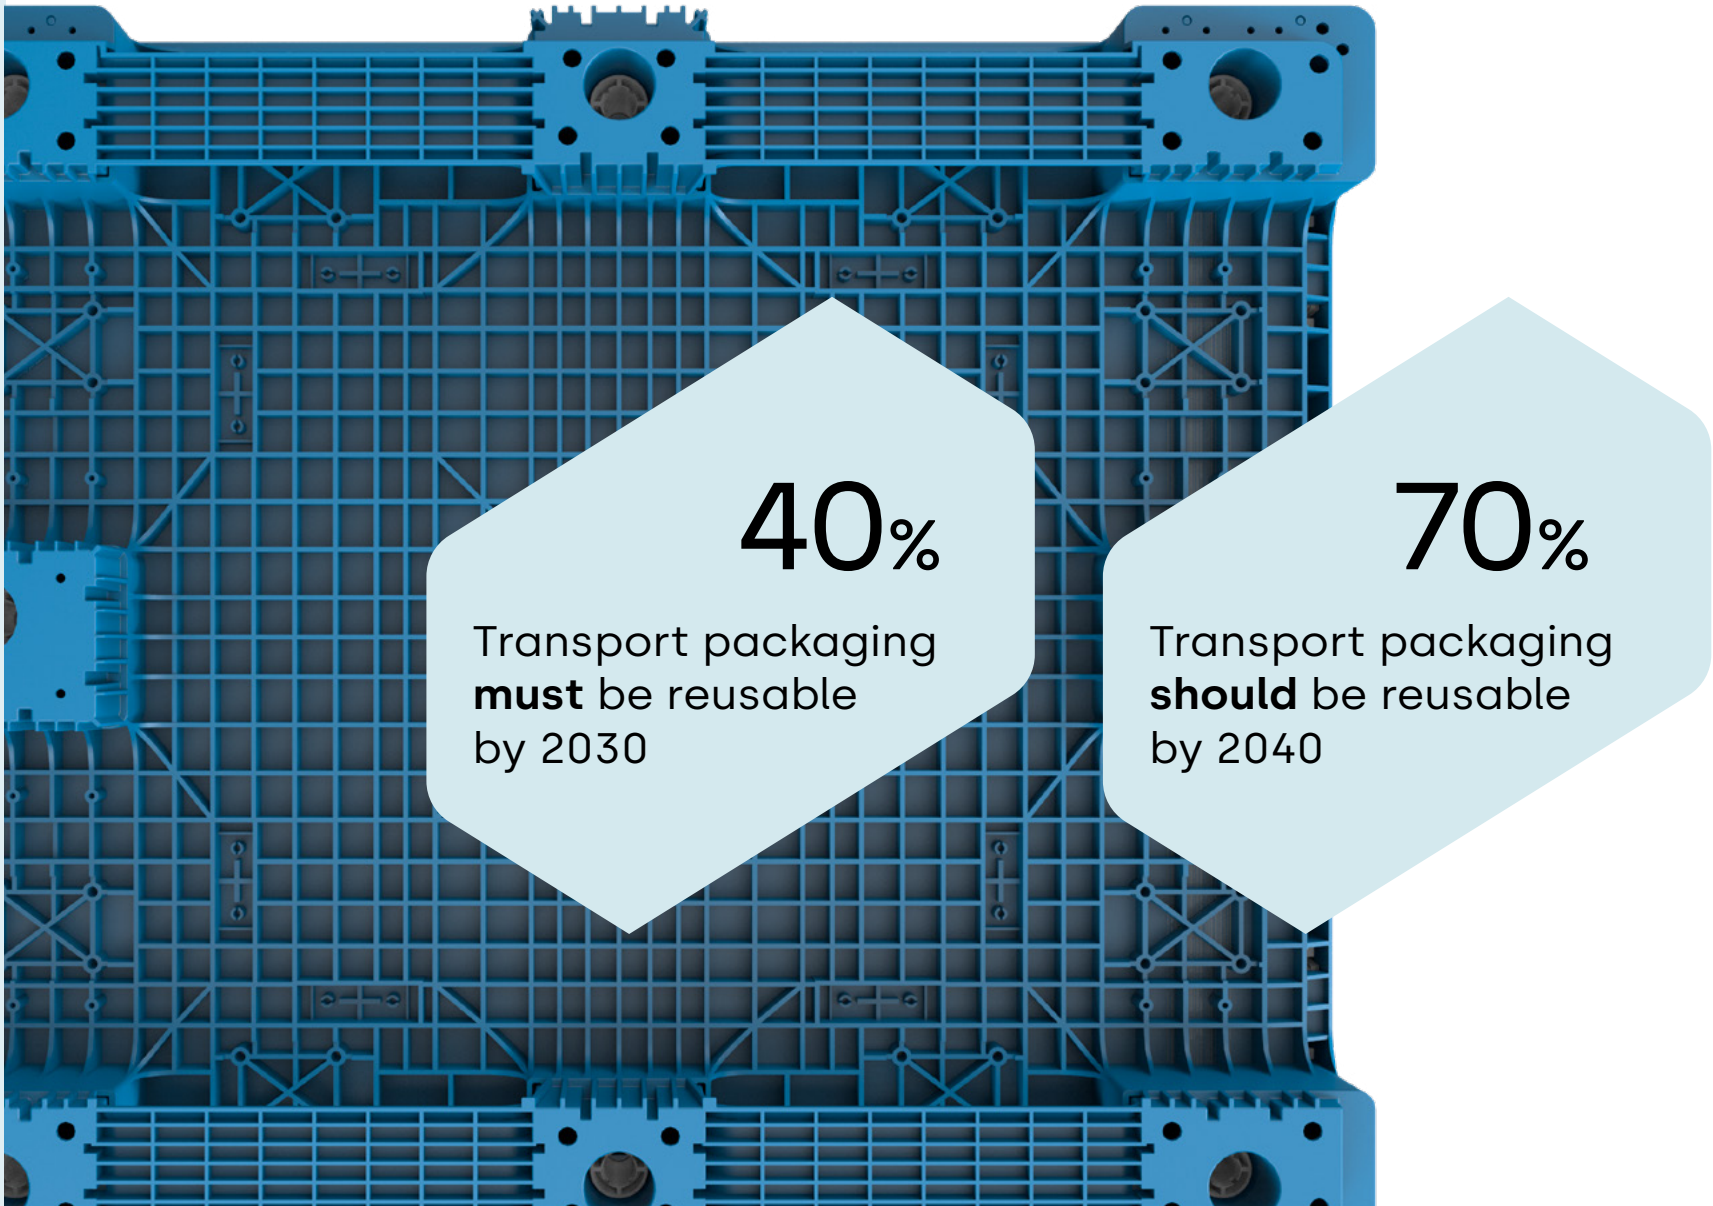 40%
Transport packaging
must be reusable
by 2030
70%
Transport packaging
should be reusable
by 2040